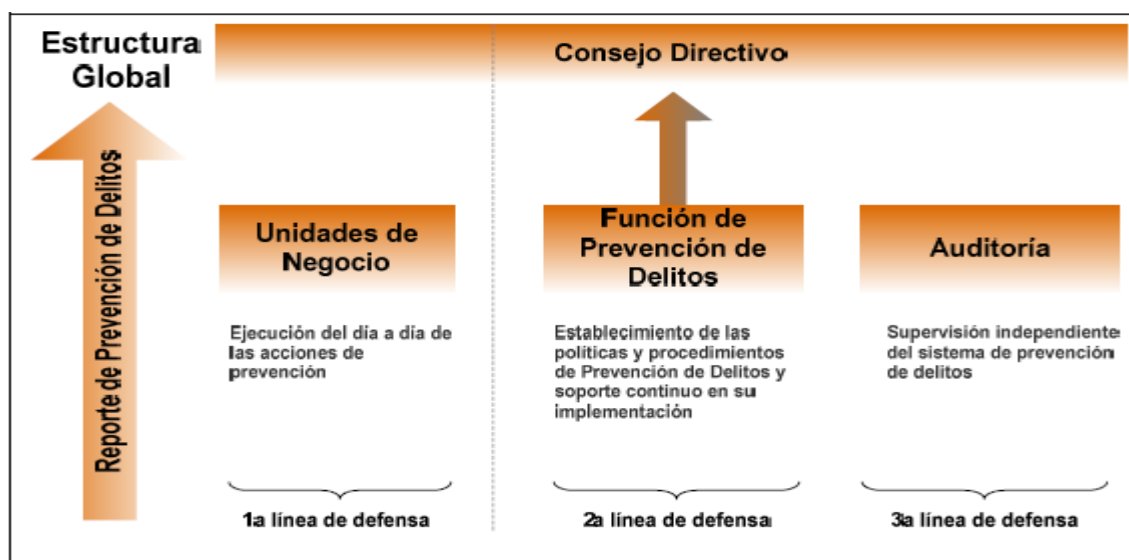 Estructura
Global
Consejo Directivo
Reporte de Prevención de Delitos
Unidades de
Negocio
Función de
Prevención de
Delitos
Auditoría
Ejecución del día a día de
las acciones de
prevención
Establecimiento de las
políticas y procedimientos
de Prevención de Delitos y
soporte continuo en su
implementación
Supervisión independiente
del sistema de prevención
de delitos
1a línea de defensa
2a línea de defensa
3a línea de defensa